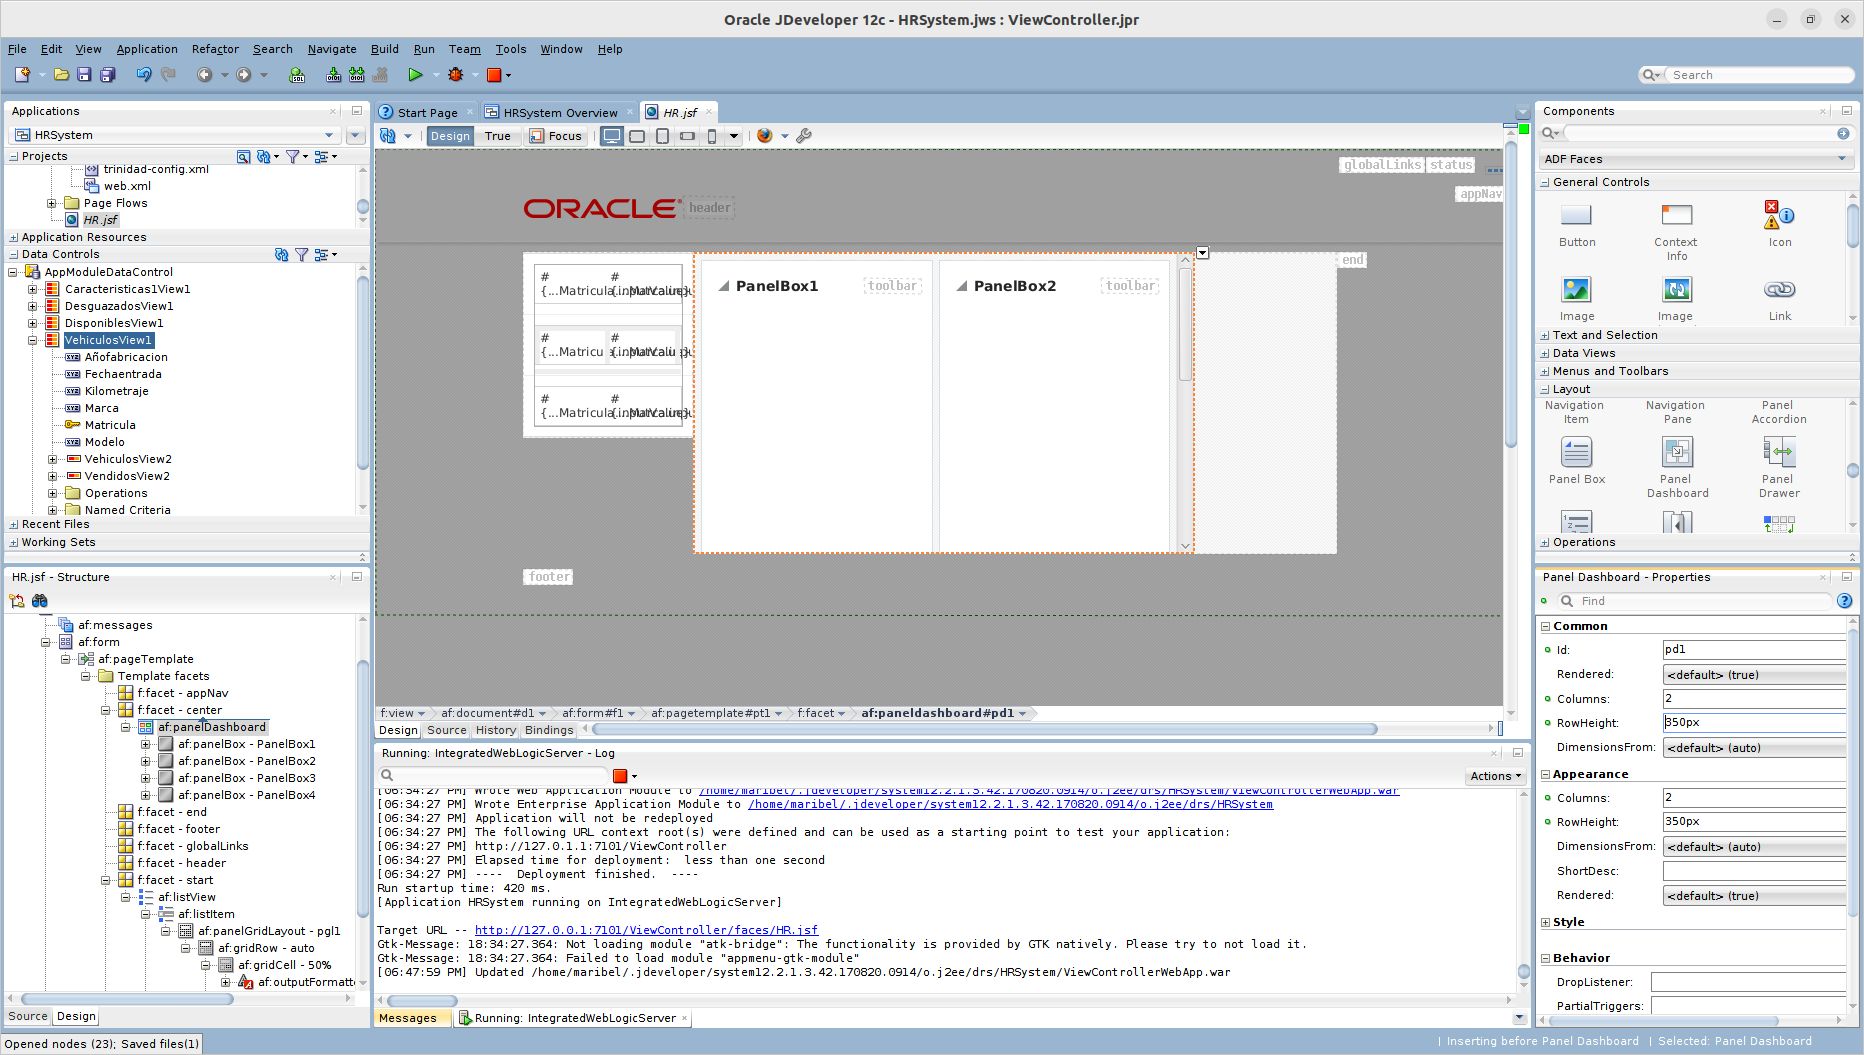 Oracle JDeveloper 12c - HRSystem.jws : ViewController.jpr
File Edit View Application Refactor Search Navigate Build Run Team Tools Window Help
Search
Applications
HRSystem
Projects
trinidad-config.xml
web.xml
Page Flows
HR.jsf
Application Resources
Data Controls
AppModuleDataControl
Caracteristicas1View1
DesguazadosView1
DisponiblesView1
VehiculosView1
Añofabricacion
Fechaentrada
Kilometraje
Marca
Matricula
Modelo
VehiculosView2
VendidosView2
Operations
Named Criteria
Recent Files
Working Sets
HR.jsf - Structure
af:messages
af:form
af:pageTemplate
Template facets
f:facet - appNav
f:facet - center
af:panelDashboard
af:panelBox - PanelBox1
af:panelBox - PanelBox2
af:panelBox - PanelBox3
af:panelBox - PanelBox4
f:facet - end
f:facet - footer
f:facet - globalLinks
f:facet - header
f:facet - start
af:listView
af:listItem
af:panelGridLayout - pgl1
af:gridRow - auto
af:gridCell - 50%
af:outputFormatt
Source Design
Opened nodes (23); Saved files(1)
Start Page HRSystem Overview HR.jsf
Design True Focus
globalLinks status
appNav
ORACLE header
end
# #
{...Matricula
PanelBox1 toolbar PanelBox2 toolbar
# #
{...Matricu
# #
{...Matricula
footer
f:view af:document#d1 af:form#f1 af:pagetemplate#pt1 f:facet af:paneldashboard#pd1
Design Source History Bindings
Running: IntegratedWebLogicServer - Log
Actions
[06:34:27 PM] Wrote Web Application Module to /home/maribel/.jdeveloper/system12.2.1.3.42.170820.0914/o.j2ee/drs/HRSystem/ViewControllerWebApp.war
[06:34:27 PM] Wrote Enterprise Application Module to /home/maribel/.jdeveloper/system12.2.1.3.42.170820.0914/o.j2ee/drs/HRSystem
[06:34:27 PM] Application will not be redeployed
[06:34:27 PM] The following URL context root(s) were defined and can be used as a starting point to test your application:
[06:34:27 PM] http://127.0.1.1:7101/ViewController
[06:34:27 PM] Elapsed time for deployment:  less than one second
[06:34:27 PM] ----  Deployment finished.  ----
Run startup time: 420 ms.
[Application HRSystem running on IntegratedWebLogicServer]
Target URL -- http://127.0.0.1:7101/ViewController/faces/HR.jsf
Gtk-Message: 18:34:27.364: Not loading module "atk-bridge": The functionality is provided by GTK natively. Please try to not load it.
Gtk-Message: 18:34:27.364: Failed to load module "appmenu-gtk-module"
[06:47:59 PM] Updated /home/maribel/.jdeveloper/system12.2.1.3.42.170820.0914/o.j2ee/drs/HRSystem/ViewControllerWebApp.war
Messages Running: IntegratedWebLogicServer
Components
ADF Faces
General Controls
Button Context Info Icon
Image Image Link
Text and Selection
Data Views
Menus and Toolbars
Layout
Navigation Item Navigation Pane Panel Accordion
Panel Box Panel Dashboard Panel Drawer
Operations
Panel Dashboard - Properties
Find
Common
Id: pd1
Rendered: <default> (true)
Columns: 2
RowHeight: 350px
DimensionsFrom: <default> (auto)
Appearance
Columns: 2
RowHeight: 350px
DimensionsFrom: <default> (auto)
ShortDesc:
Rendered: <default> (true)
Style
Behavior
DropListener:
PartialTriggers:
Inserting before Panel Dashboard | Selected: Panel Dashboard